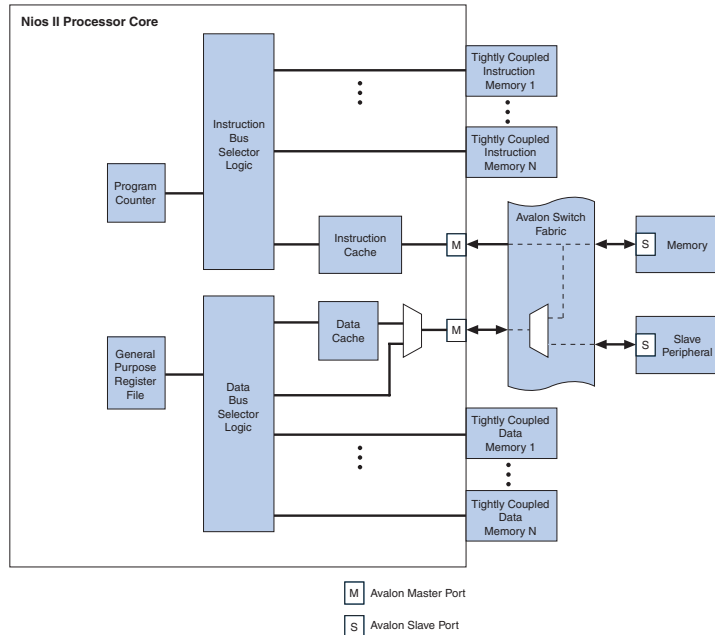 Nios II Processor Core
Tightly Coupled
Instruction
Memory 1
Instruction
Bus
Selector
Logic
Tightly Coupled
Instruction
Memory N
Program
Counter
Avalon Switch
Fabric
Instruction
Cache
M
S
Memory
Data
Cache
M
S
Slave
Peripheral
General
Purpose
Register
File
Data
Bus
Selector
Logic
Tightly Coupled
Data
Memory 1
Tightly Coupled
Data
Memory N
M Avalon Master Port
S Avalon Slave Port